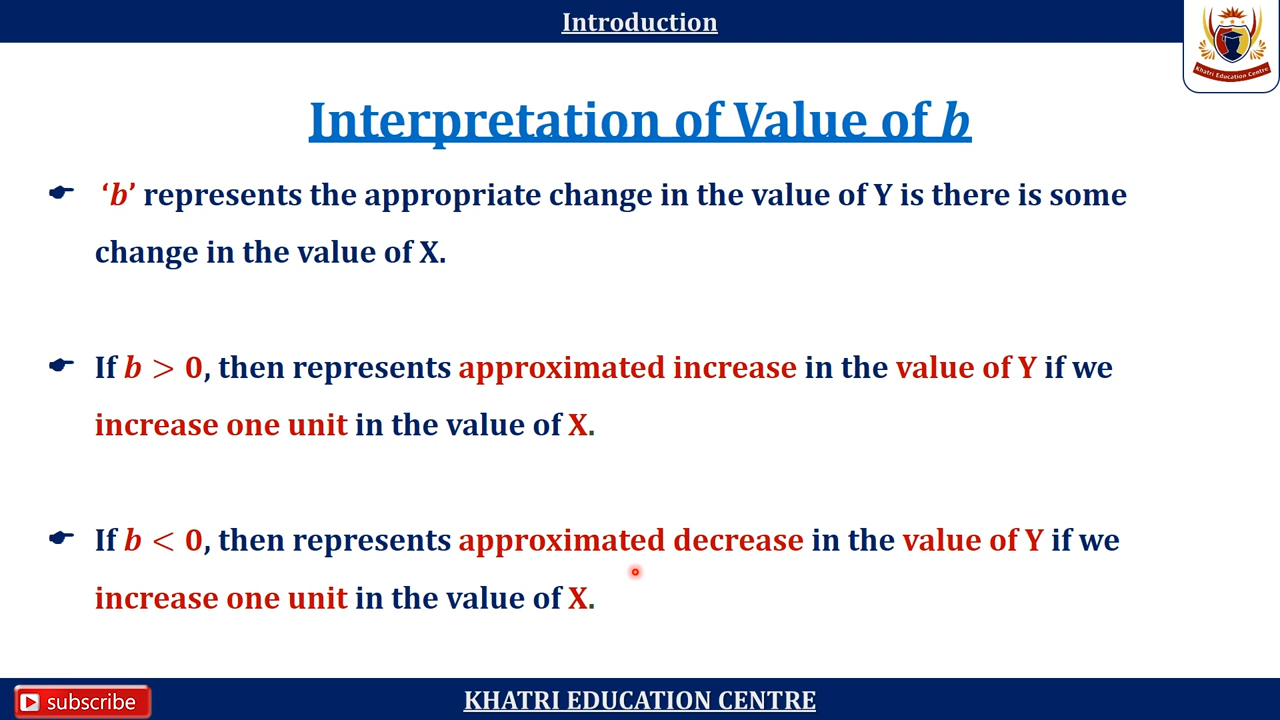 Introduction
Khatri Education Centre
Interpretation of Value of b
‘b’ represents the appropriate change in the value of Y is there is some
change in the value of X.
If b > 0, then represents approximated increase in the value of Y if we
increase one unit in the value of X.
If b < 0, then represents approximated decrease in the value of Y if we
increase one unit in the value of X.
subscribe
KHATRI EDUCATION CENTRE